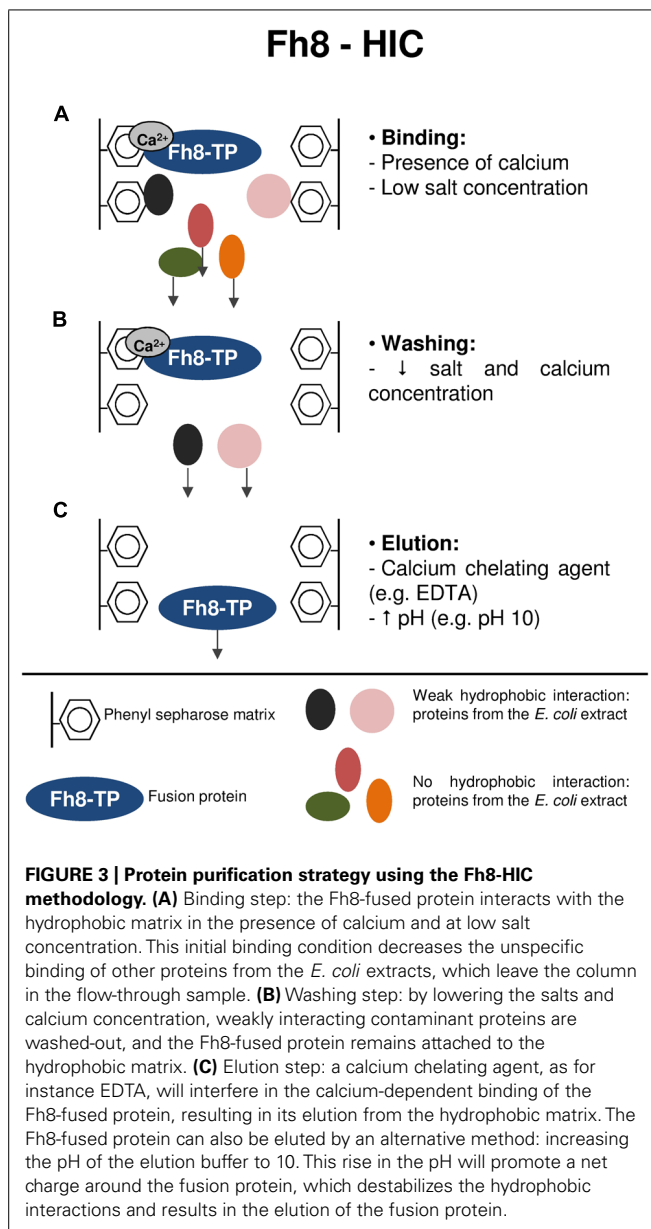 Fh8 - HIC
A
Ca2+
Fh8-TP
• Binding:
- Presence of calcium
- Low salt concentration
B
Ca2+
Fh8-TP
• Washing:
- ↓ salt and calcium
concentration
C
Fh8-TP
• Elution:
- Calcium chelating agent
(e.g. EDTA)
- ↑ pH (e.g. pH 10)
Phenyl sepharose matrix
Weak hydrophobic interaction:
proteins from the E. coli extract
Fh8-TP
Fusion protein
No hydrophobic interaction:
proteins from the E. coli extract
FIGURE 3 | Protein purification strategy using the Fh8-HIC
methodology. (A) Binding step: the Fh8-fused protein interacts with the
hydrophobic matrix in the presence of calcium and at low salt
concentration. This initial binding condition decreases the unspecific
binding of other proteins from the E. coli extracts, which leave the column
in the flow-through sample. (B) Washing step: by lowering the salts and
calcium concentration, weakly interacting contaminant proteins are
washed-out, and the Fh8-fused protein remains attached to the
hydrophobic matrix. (C) Elution step: a calcium chelating agent, as for
instance EDTA, will interfere in the calcium-dependent binding of the
Fh8-fused protein, resulting in its elution from the hydrophobic matrix. The
Fh8-fused protein can also be eluted by an alternative method: increasing
the pH of the elution buffer to 10. This rise in the pH will promote a net
charge around the fusion protein, which destabilizes the hydrophobic
interactions and results in the elution of the fusion protein.